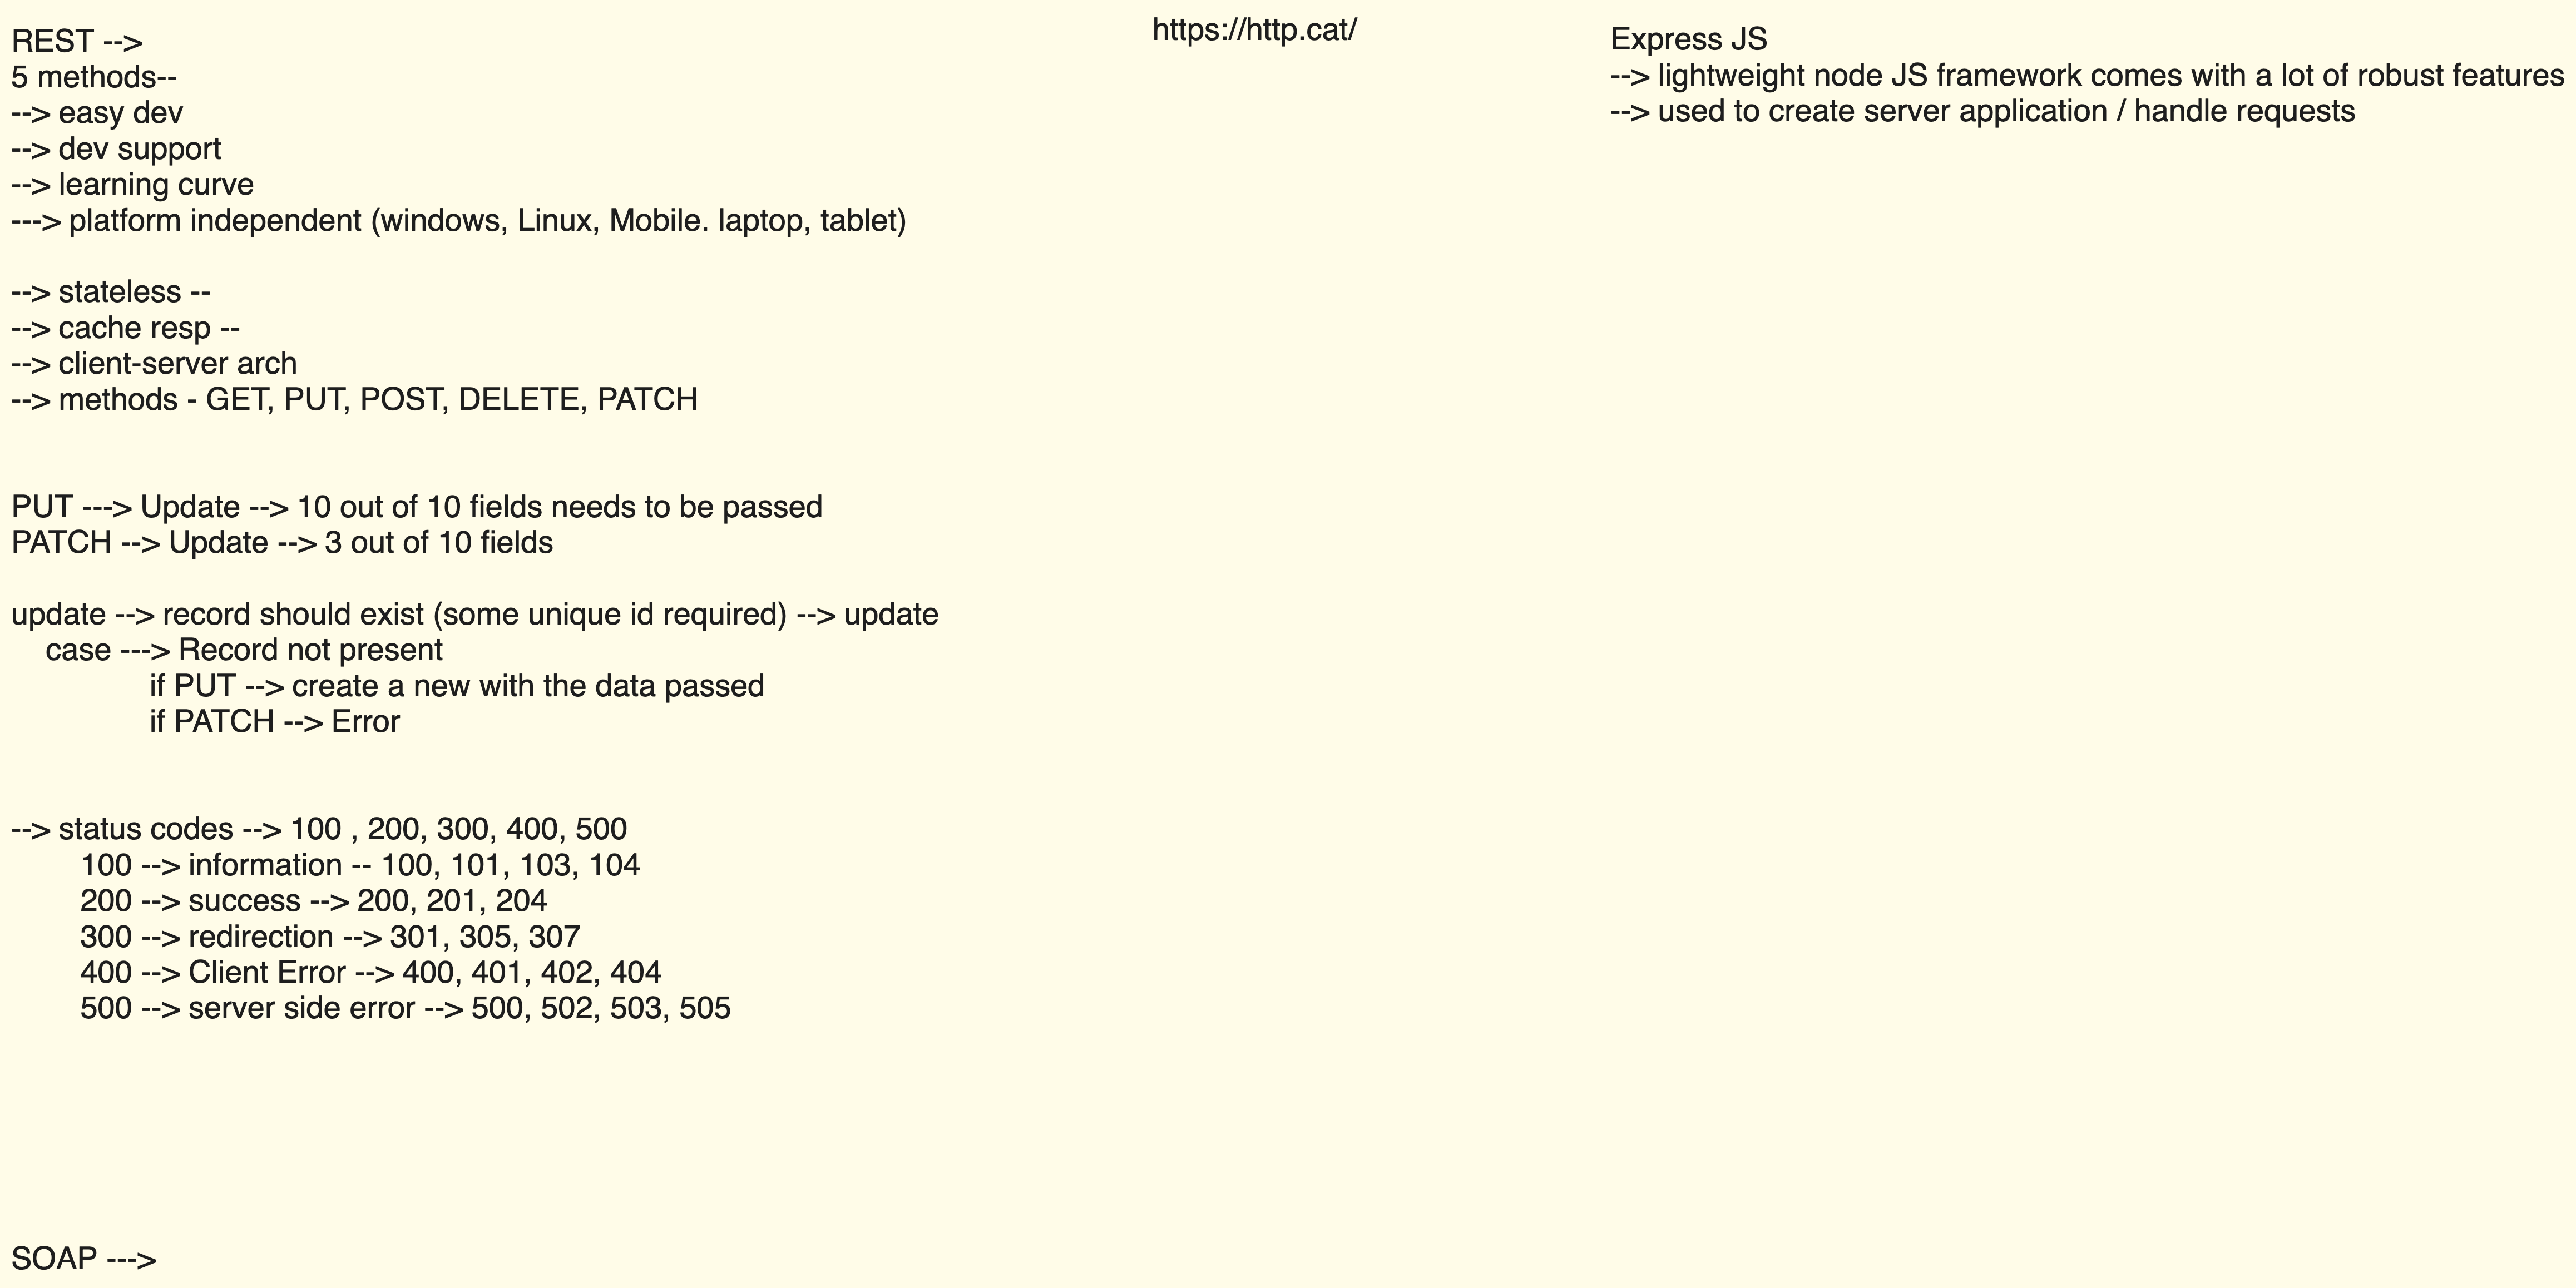 REST -->
5 methods--
--> easy dev
--> dev support
--> learning curve
---> platform independent (windows, Linux, Mobile. laptop, tablet)
--> stateless --
--> cache resp --
--> client-server arch
--> methods - GET, PUT, POST, DELETE, PATCH
PUT ---> Update --> 10 out of 10 fields needs to be passed
PATCH --> Update --> 3 out of 10 fields
update --> record should exist (some unique id required) --> update
case ---> Record not present
if PUT --> create a new with the data passed
if PATCH --> Error
--> status codes --> 100 , 200, 300, 400, 500
100 --> information -- 100, 101, 103, 104
200 --> success --> 200, 201, 204
300 --> redirection --> 301, 305, 307
400 --> Client Error --> 400, 401, 402, 404
500 --> server side error --> 500, 502, 503, 505
SOAP --->
https://http.cat/
Express JS
--> lightweight node JS framework comes with a lot of robust features
--> used to create server application / handle requests